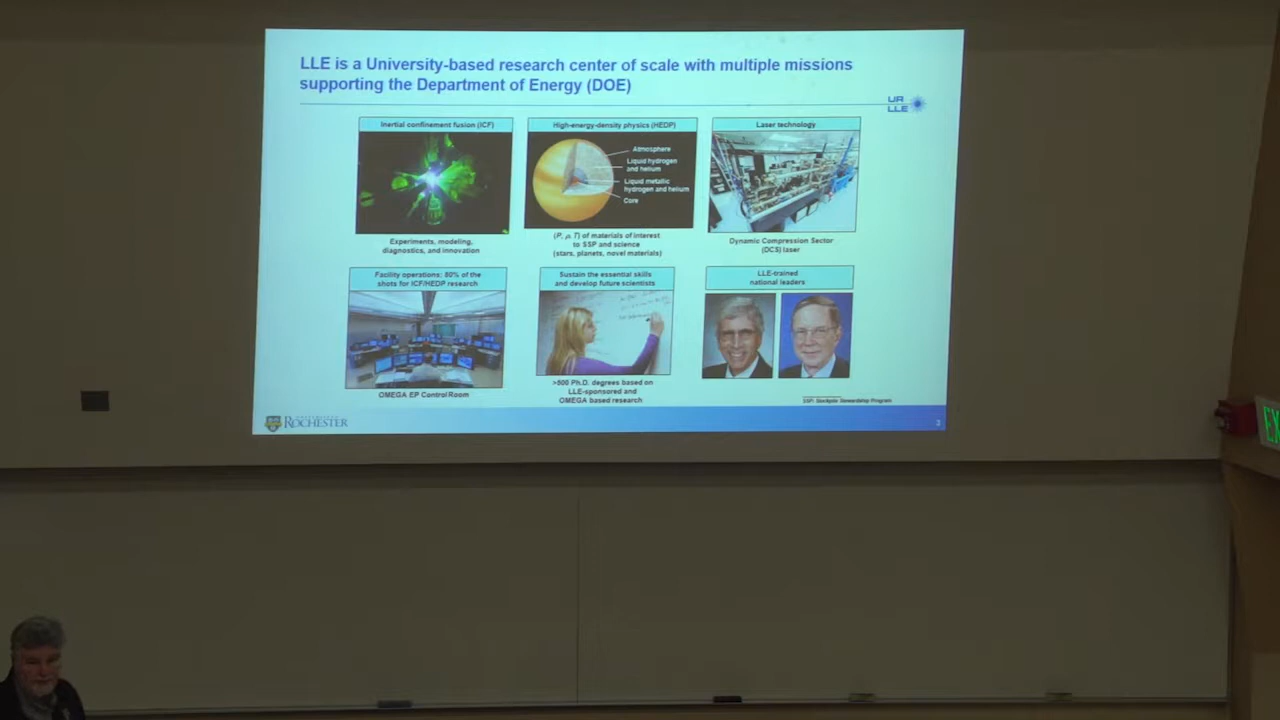 LLE is a University-based research center of scale with multiple missions
supporting the Department of Energy (DOE)
UR
LLE
Inertial confinement fusion (ICF)
Experiments, modeling,
diagnostics, and innovation
High-energy-density physics (HEDP)
Atmosphere
Liquid hydrogen
and helium
Liquid metallic
hydrogen and helium
Core
(P, ρ, T) of materials of interest
to SSP and science
(stars, planets, novel materials)
Laser technology
Dynamic Compression Sector
(DCS) laser
Facility operations: 80% of the
shots for ICF/HEDP research
OMEGA EP Control Room
Sustain the essential skills
and develop future scientists
>500 Ph.D. degrees based on
LLE-sponsored and
OMEGA based research
LLE-trained
national leaders
SSP: Stockpile Stewardship Program
ROCHESTER
3
EX